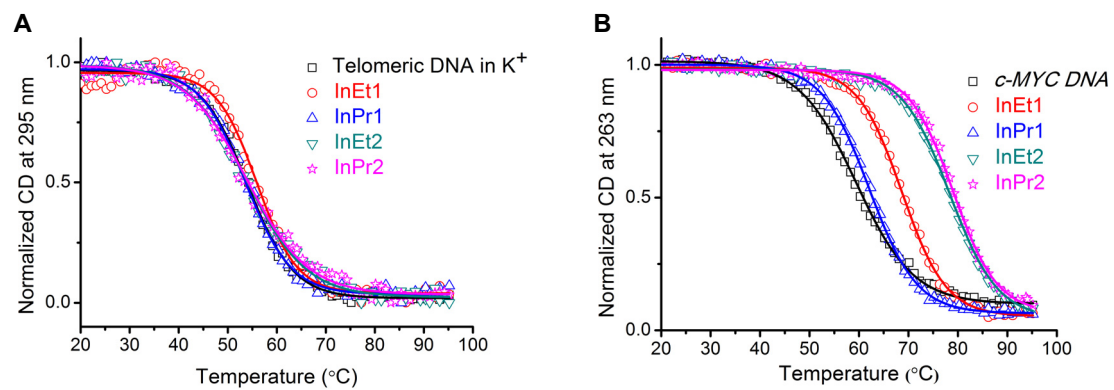 A
Normalized CD at 295 nm
1.0
0.5
0.0
Telomeric DNA in K⁺
InEt1
InPr1
InEt2
InPr2
20 30 40 50 60 70 80 90 100
Temperature (°C)
B
Normalized CD at 263 nm
1.0
0.5
0.0
c-MYC DNA
InEt1
InPr1
InEt2
InPr2
20 30 40 50 60 70 80 90 100
Temperature (°C)